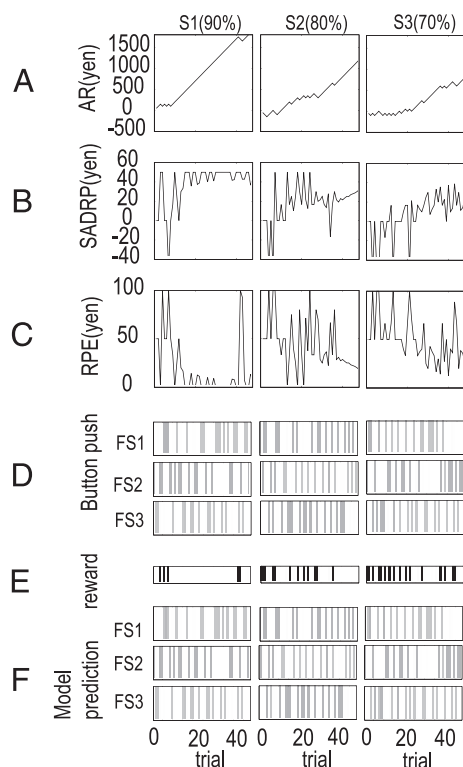 S1(90%) S2(80%) S3(70%)
A
AR(yen)
1500
1000
500
0
-500
B
SADRP(yen)
60
40
20
0
-20
-40
C
RPE(yen)
100
50
0
D
Button push
FS1
FS2
FS3
E
reward
F
Model prediction
FS1
FS2
FS3
0 20 40 0 20 40 0 20 40
trial trial trial